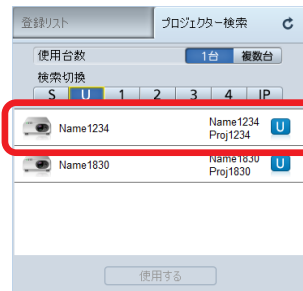 登録リスト プロジェクター検索
使用台数 1台 複数台
検索切換
S U 1 2 3 4 IP
Name1234 Name1234 U
Proj1234
Name1830 Name1830 U
Proj1830
使用する